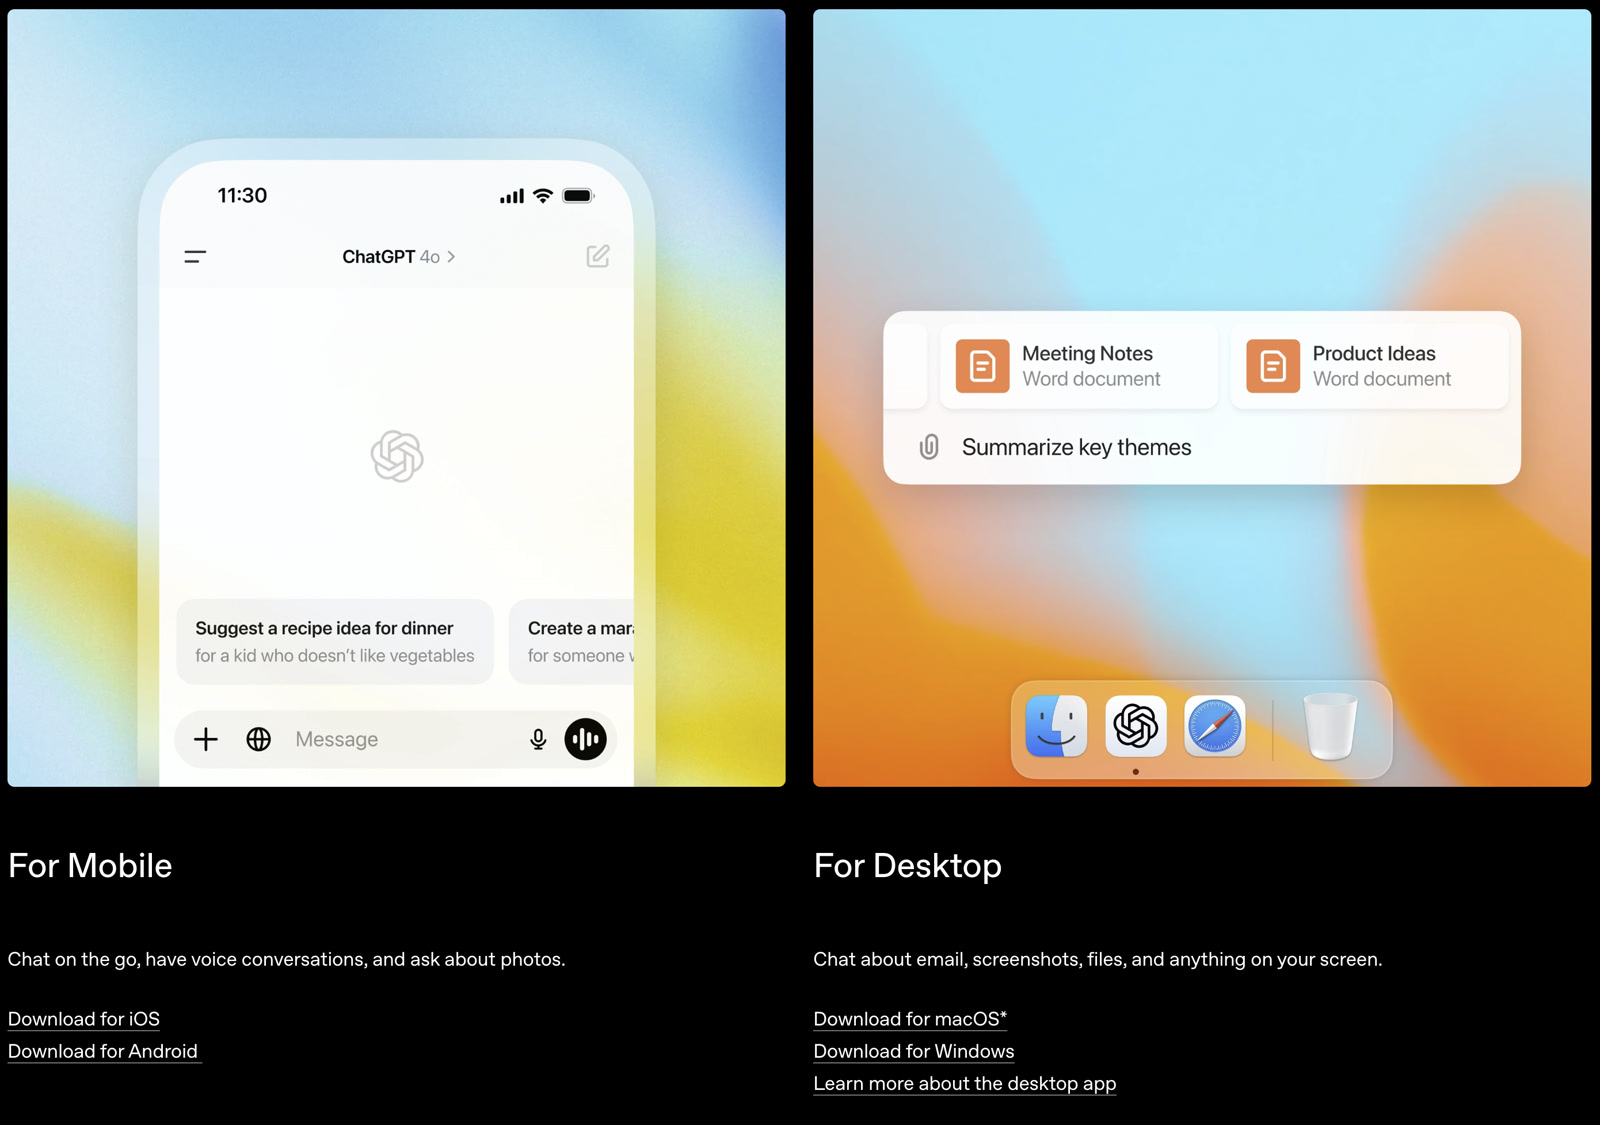 11:30
ChatGPT 4o
Suggest a recipe idea for dinner
for a kid who doesn't like vegetables
Create a
for someone
Message
For Mobile
Chat on the go, have voice conversations, and ask about photos.
Download for iOS
Download for Android
Meeting Notes
Word document
Product Ideas
Word document
Summarize key themes
For Desktop
Chat about email, screenshots, files, and anything on your screen.
Download for macOS*
Download for Windows
Learn more about the desktop app